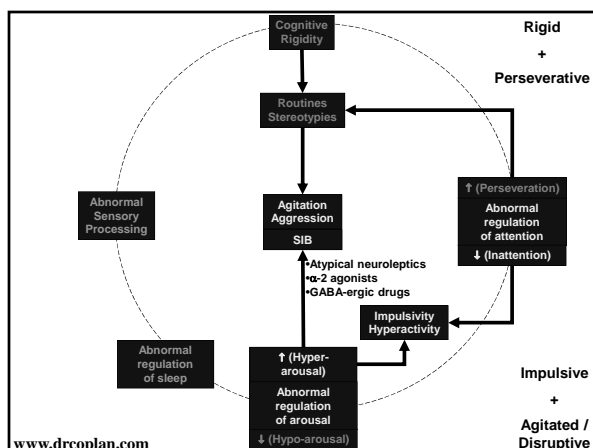 Cognitive
Rigidity
Rigid
+
Perseverative
Routines
Stereotypies
Abnormal
Sensory
Processing
Agitation
Aggression
SIB
↑ (Perseveration)
Abnormal
regulation
of attention
↓ (Inattention)
•Atypical neuroleptics
•α-2 agonists
•GABA-ergic drugs
Impulsivity
Hyperactivity
Abnormal
regulation
of sleep
↑ (Hyper-
arousal)
Abnormal
regulation
of arousal
↓ (Hypo-arousal)
Impulsive
+
Agitated /
Disruptive
www.drcoplan.com